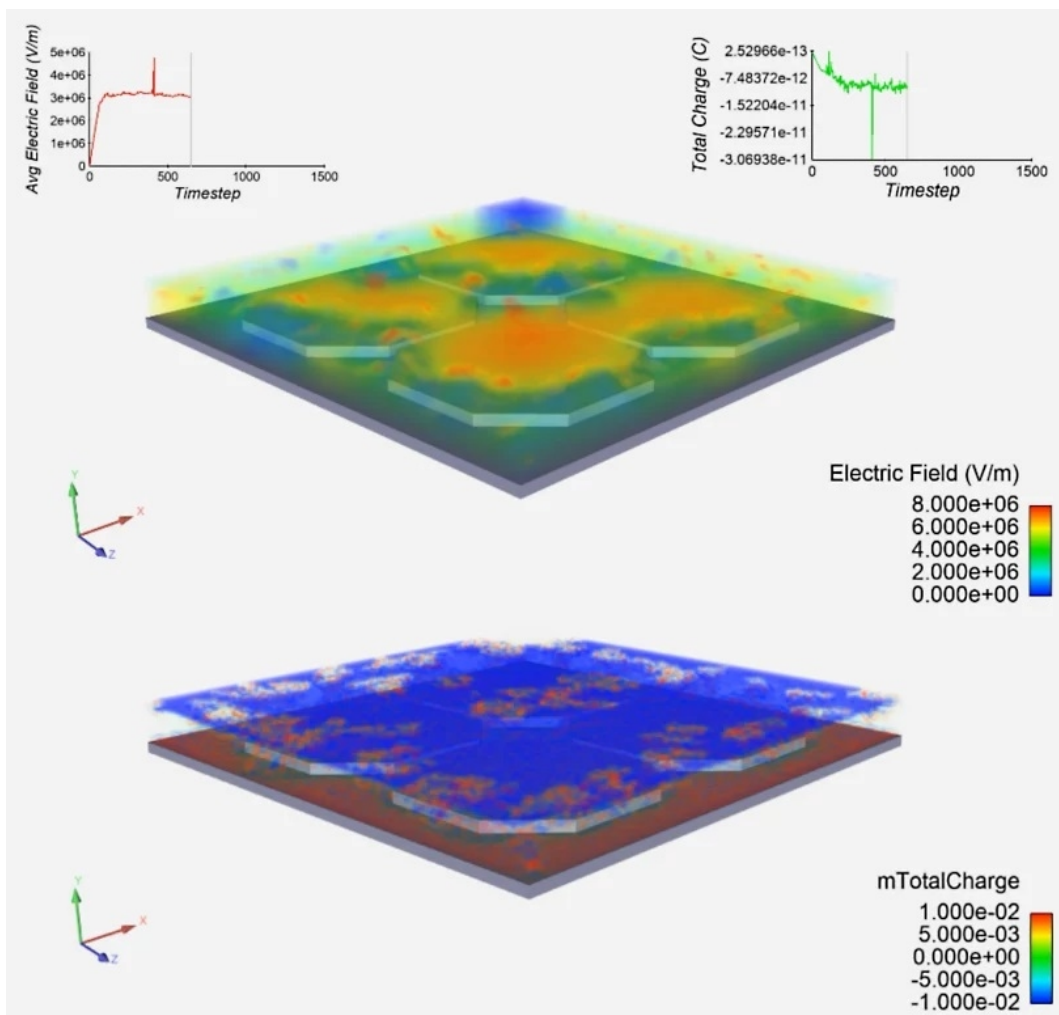 Avg Electric Field (V/m)
5e+06
4e+06
3e+06
2e+06
1e+06
0
0 500 1000 1500
Timestep
Total Charge (C)
2.52966e-13
-7.48372e-12
-1.52204e-11
-2.29571e-11
-3.06938e-11
0 500 1000 1500
Timestep
Y
X
Z
Electric Field (V/m)
8.000e+06
6.000e+06
4.000e+06
2.000e+06
0.000e+00
Y
X
Z
mTotalCharge
1.000e-02
5.000e-03
0.000e+00
-5.000e-03
-1.000e-02